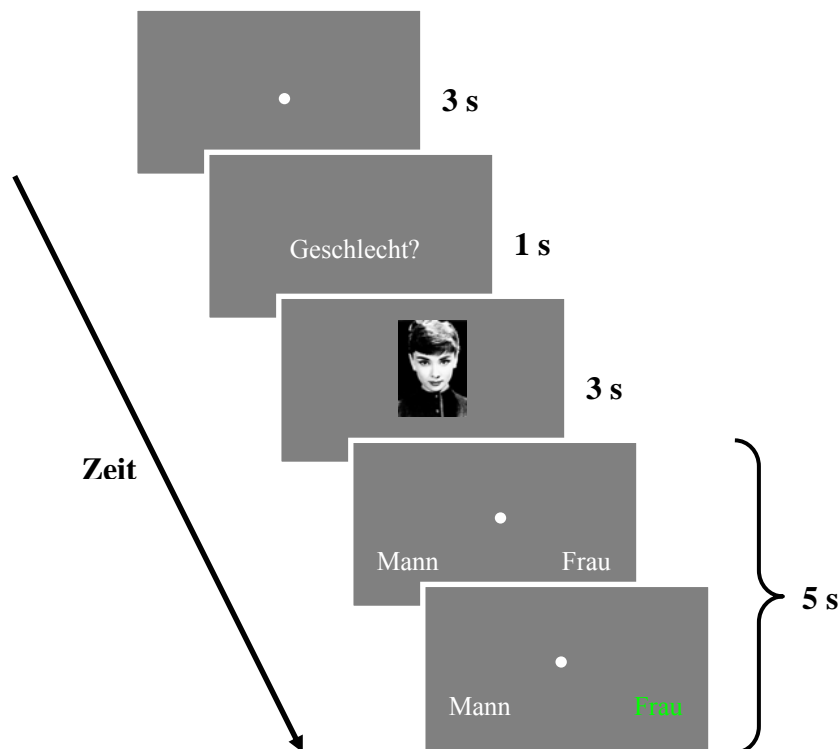 3 s
Geschlecht?
1 s
3 s
Zeit
Mann Frau
5 s
Mann Frau